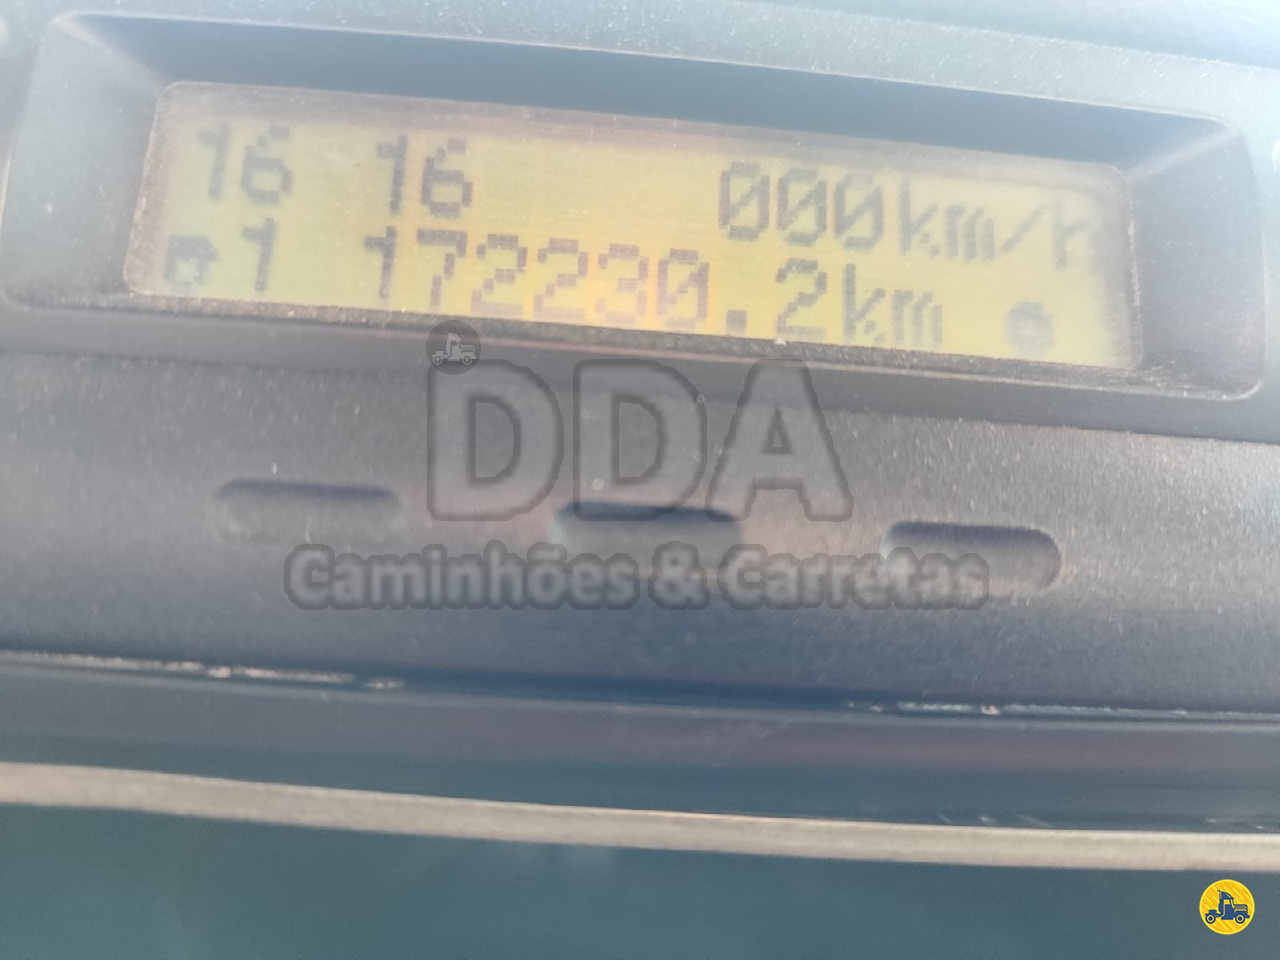 16 16 000km/h
1 172230.2km
DDA
Caminhões & Carretas